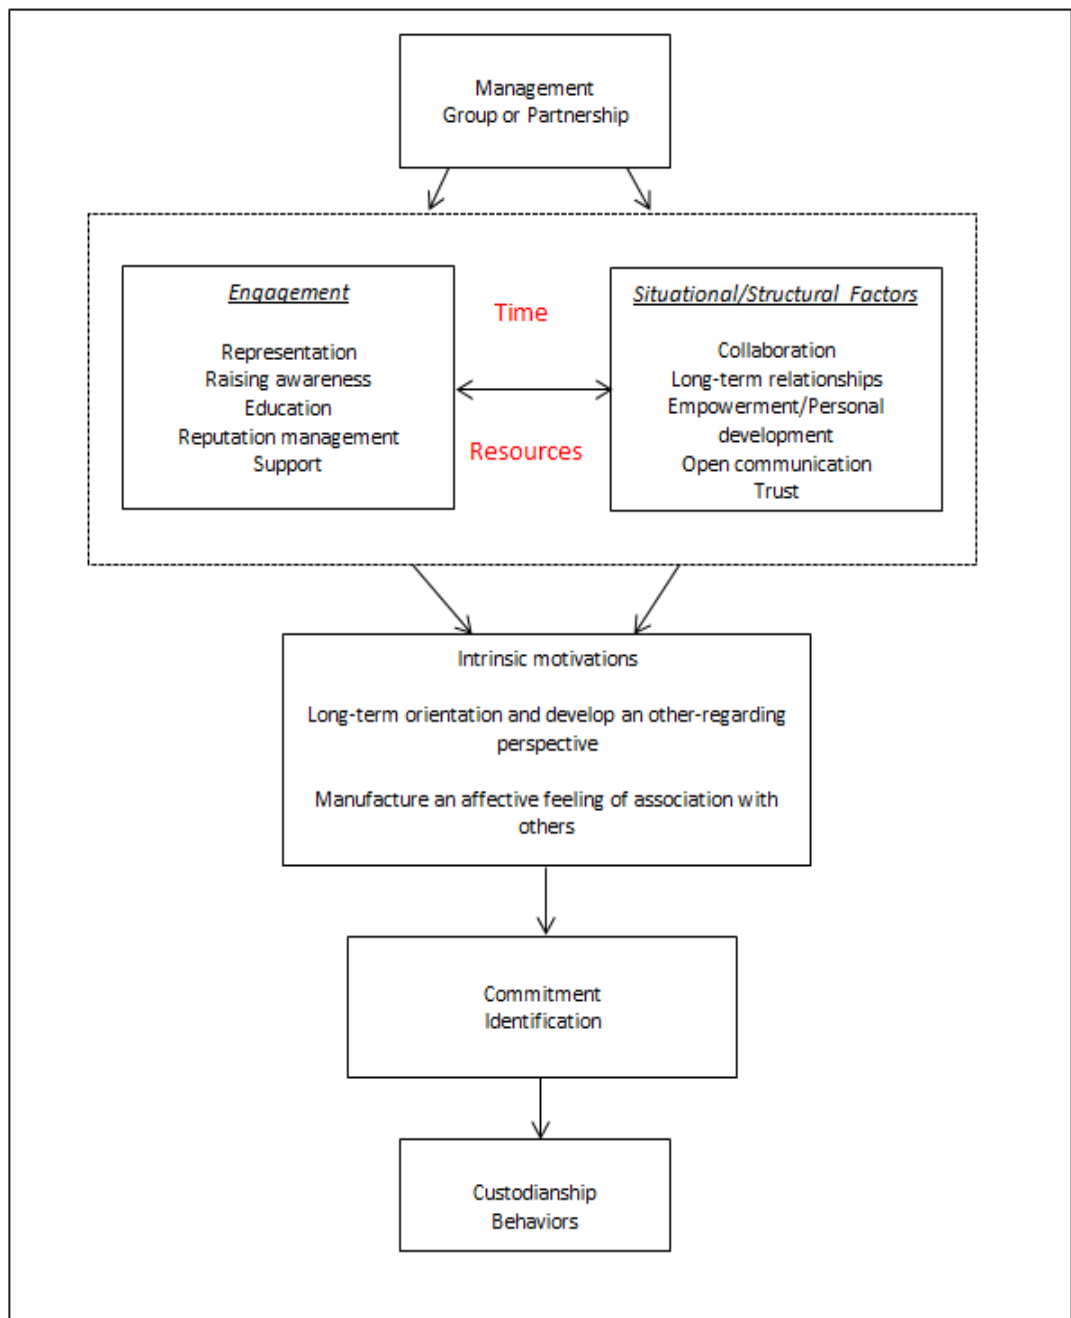 Management
Group or Partnership
Engagement
Representation
Raising awareness
Education
Reputation management
Support
Time
Resources
Situational/Structural Factors
Collaboration
Long-term relationships
Empowerment/Personal
development
Open communication
Trust
Intrinsic motivations
Long-term orientation and develop an other-regarding
perspective
Manufacture an affective feeling of association with
others
Commitment
Identification
Custodianship
Behaviors